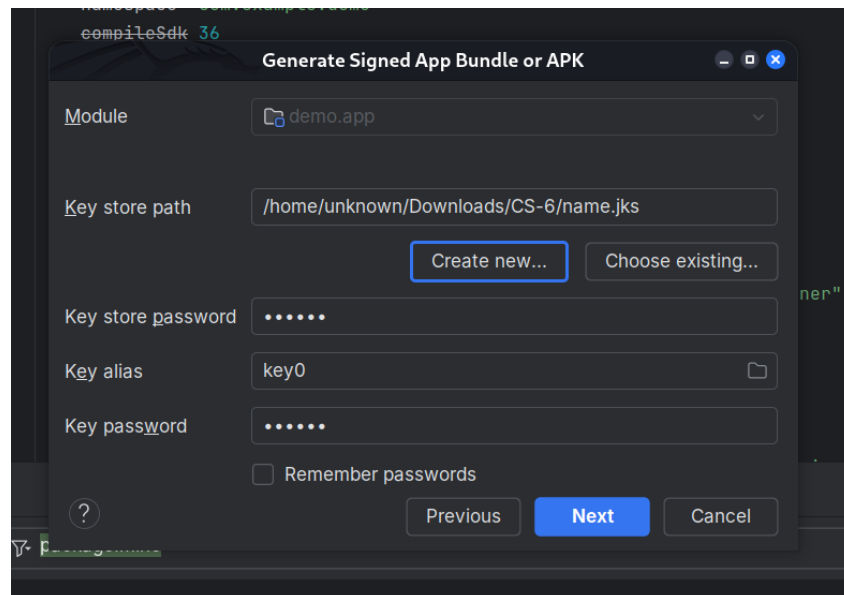 compileSdk 36
Generate Signed App Bundle or APK
Module
demo.app
Key store path
/home/unknown/Downloads/CS-6/name.jks
Create new...
Choose existing...
ner"
Key store password
••••••
Key alias
key0
Key password
••••••
Remember passwords
?
Previous
Next
Cancel